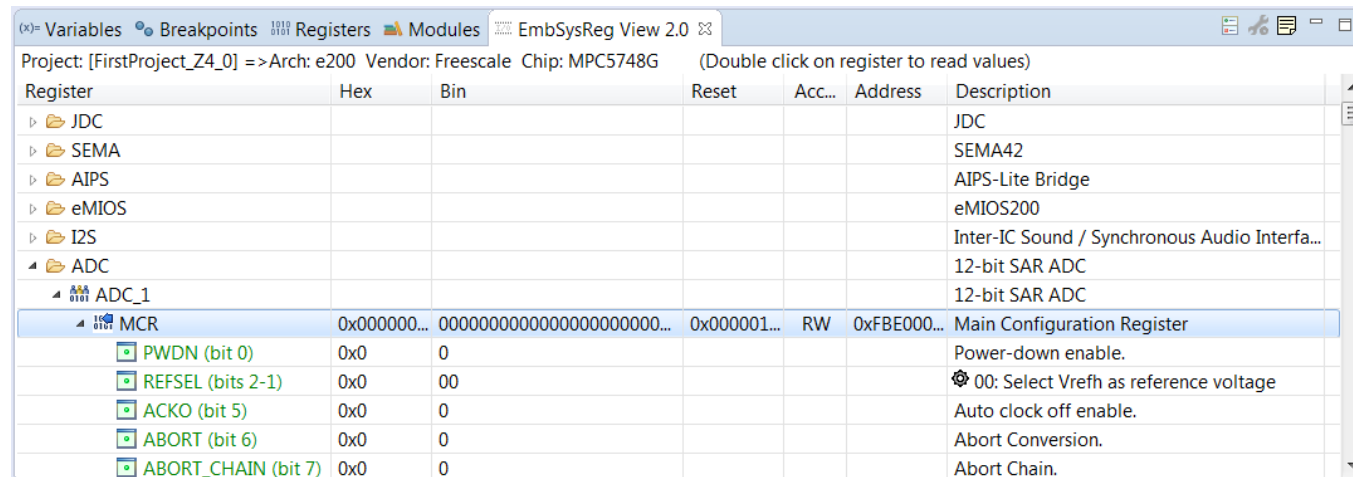 (x)= Variables Breakpoints 1010 0101 Registers Modules EmbSysReg View 2.0
Project: [FirstProject_Z4_0] =>Arch: e200 Vendor: Freescale Chip: MPC5748G (Double click on register to read values)
Register Hex Bin Reset Acc... Address Description
JDC JDC
SEMA SEMA42
AIPS AIPS-Lite Bridge
eMIOS eMIOS200
I2S Inter-IC Sound / Synchronous Audio Interfa...
ADC 12-bit SAR ADC
ADC_1 12-bit SAR ADC
MCR 0x000000... 0000000000000000000000... 0x000001... RW 0xFBE000... Main Configuration Register
PWDN (bit 0) 0x0 0 Power-down enable.
REFSEL (bits 2-1) 0x0 00 00: Select Vrefh as reference voltage
ACKO (bit 5) 0x0 0 Auto clock off enable.
ABORT (bit 6) 0x0 0 Abort Conversion.
ABORT_CHAIN (bit 7) 0x0 0 Abort Chain.